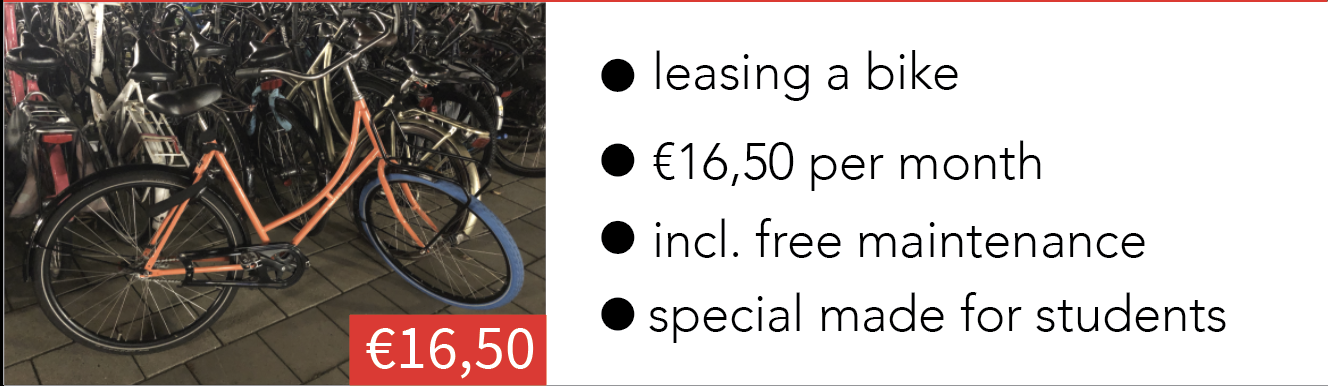 €16,50
● leasing a bike
● €16,50 per month
● incl. free maintenance
● special made for students